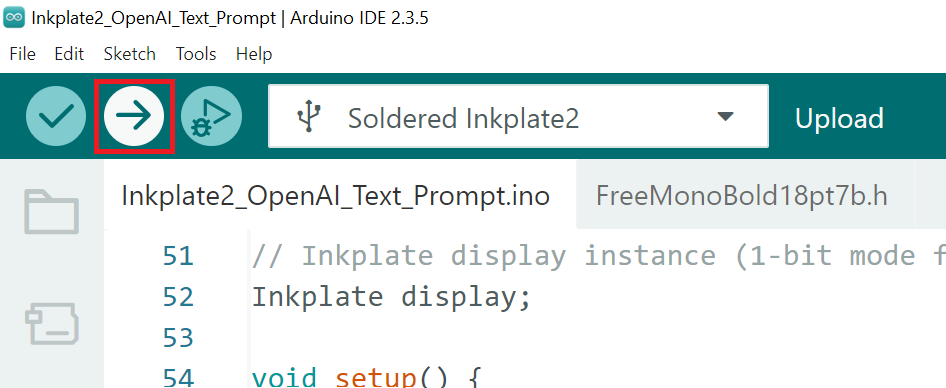 Inkplate2_OpenAI_Text_Prompt | Arduino IDE 2.3.5
File Edit Sketch Tools Help
Soldered Inkplate2 Upload
Inkplate2_OpenAI_Text_Prompt.ino FreeMonoBold18pt7b.h
51 // Inkplate display instance (1-bit mode f
52 Inkplate display;
53
54 void setup() {